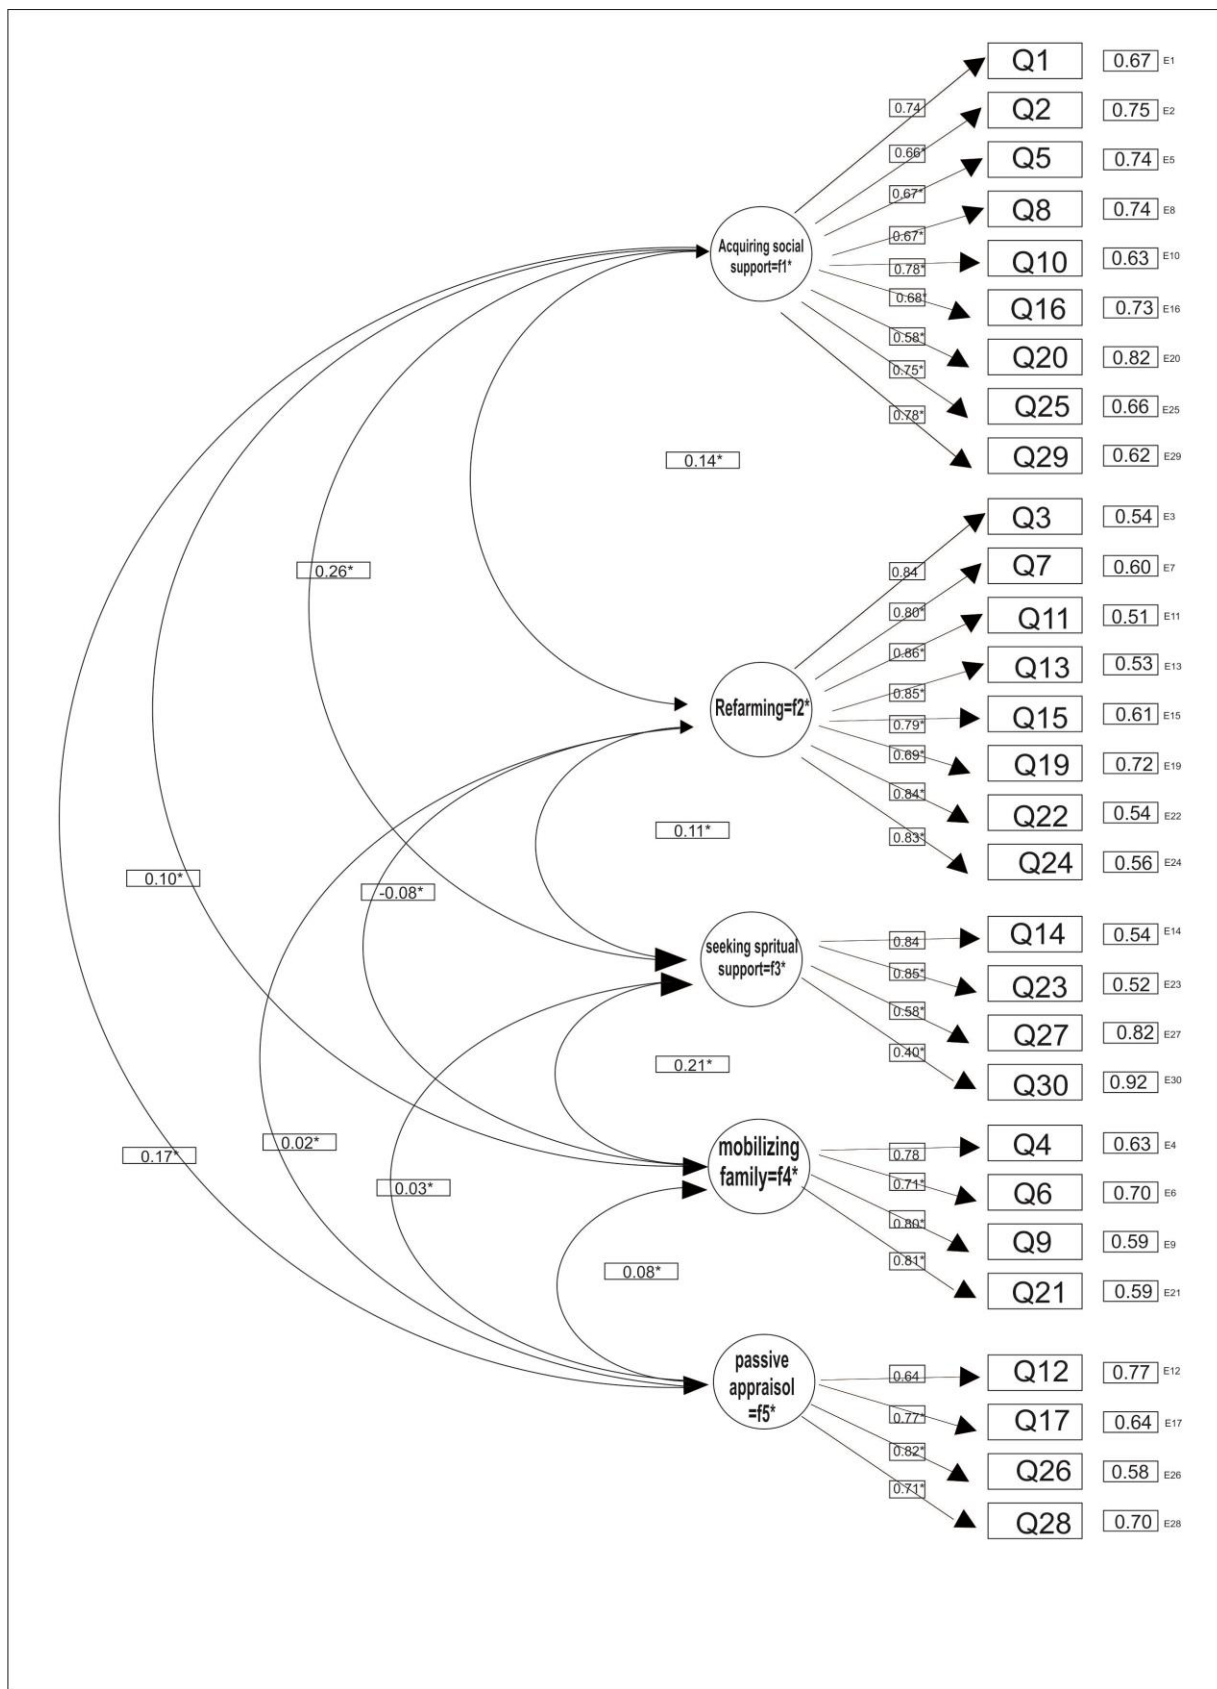 Q1 0.67 E1
0.74
Q2 0.75 E2
0.66*
Q5 0.74 E5
0.67*
Q8 0.74 E8
0.67*
Acquiring social
support=f1*
Q10 0.63 E10
0.78*
Q16 0.73 E16
0.68*
0.58*
Q20 0.82 E20
0.75*
Q25 0.66 E25
0.78*
Q29 0.62 E29
0.14*
Q3 0.54 E3
0.26*
0.84
Q7 0.60 E7
0.80*
Q11 0.51 E11
0.86*
Q13 0.53 E13
0.85*
Refarming=f2*
Q15 0.61 E15
0.79*
0.69*
Q19 0.72 E19
0.84*
Q22 0.54 E22
0.11*
0.83*
Q24 0.56 E24
0.10*
-0.08*
Q14 0.54 E14
0.84
seeking spritual
support=f3*
0.85*
Q23 0.52 E23
0.58*
Q27 0.82 E27
0.40*
0.21*
Q30 0.92 E30
Q4 0.63 E4
0.78
mobilizing
family=f4*
0.02*
0.17*
0.71*
0.03*
Q6 0.70 E6
0.80*
Q9 0.59 E9
0.81*
0.08*
Q21 0.59 E21
passive
appraisol
=f5*
Q12 0.77 E12
0.64
0.77*
Q17 0.64 E17
0.82*
Q26 0.58 E26
0.71*
Q28 0.70 E28